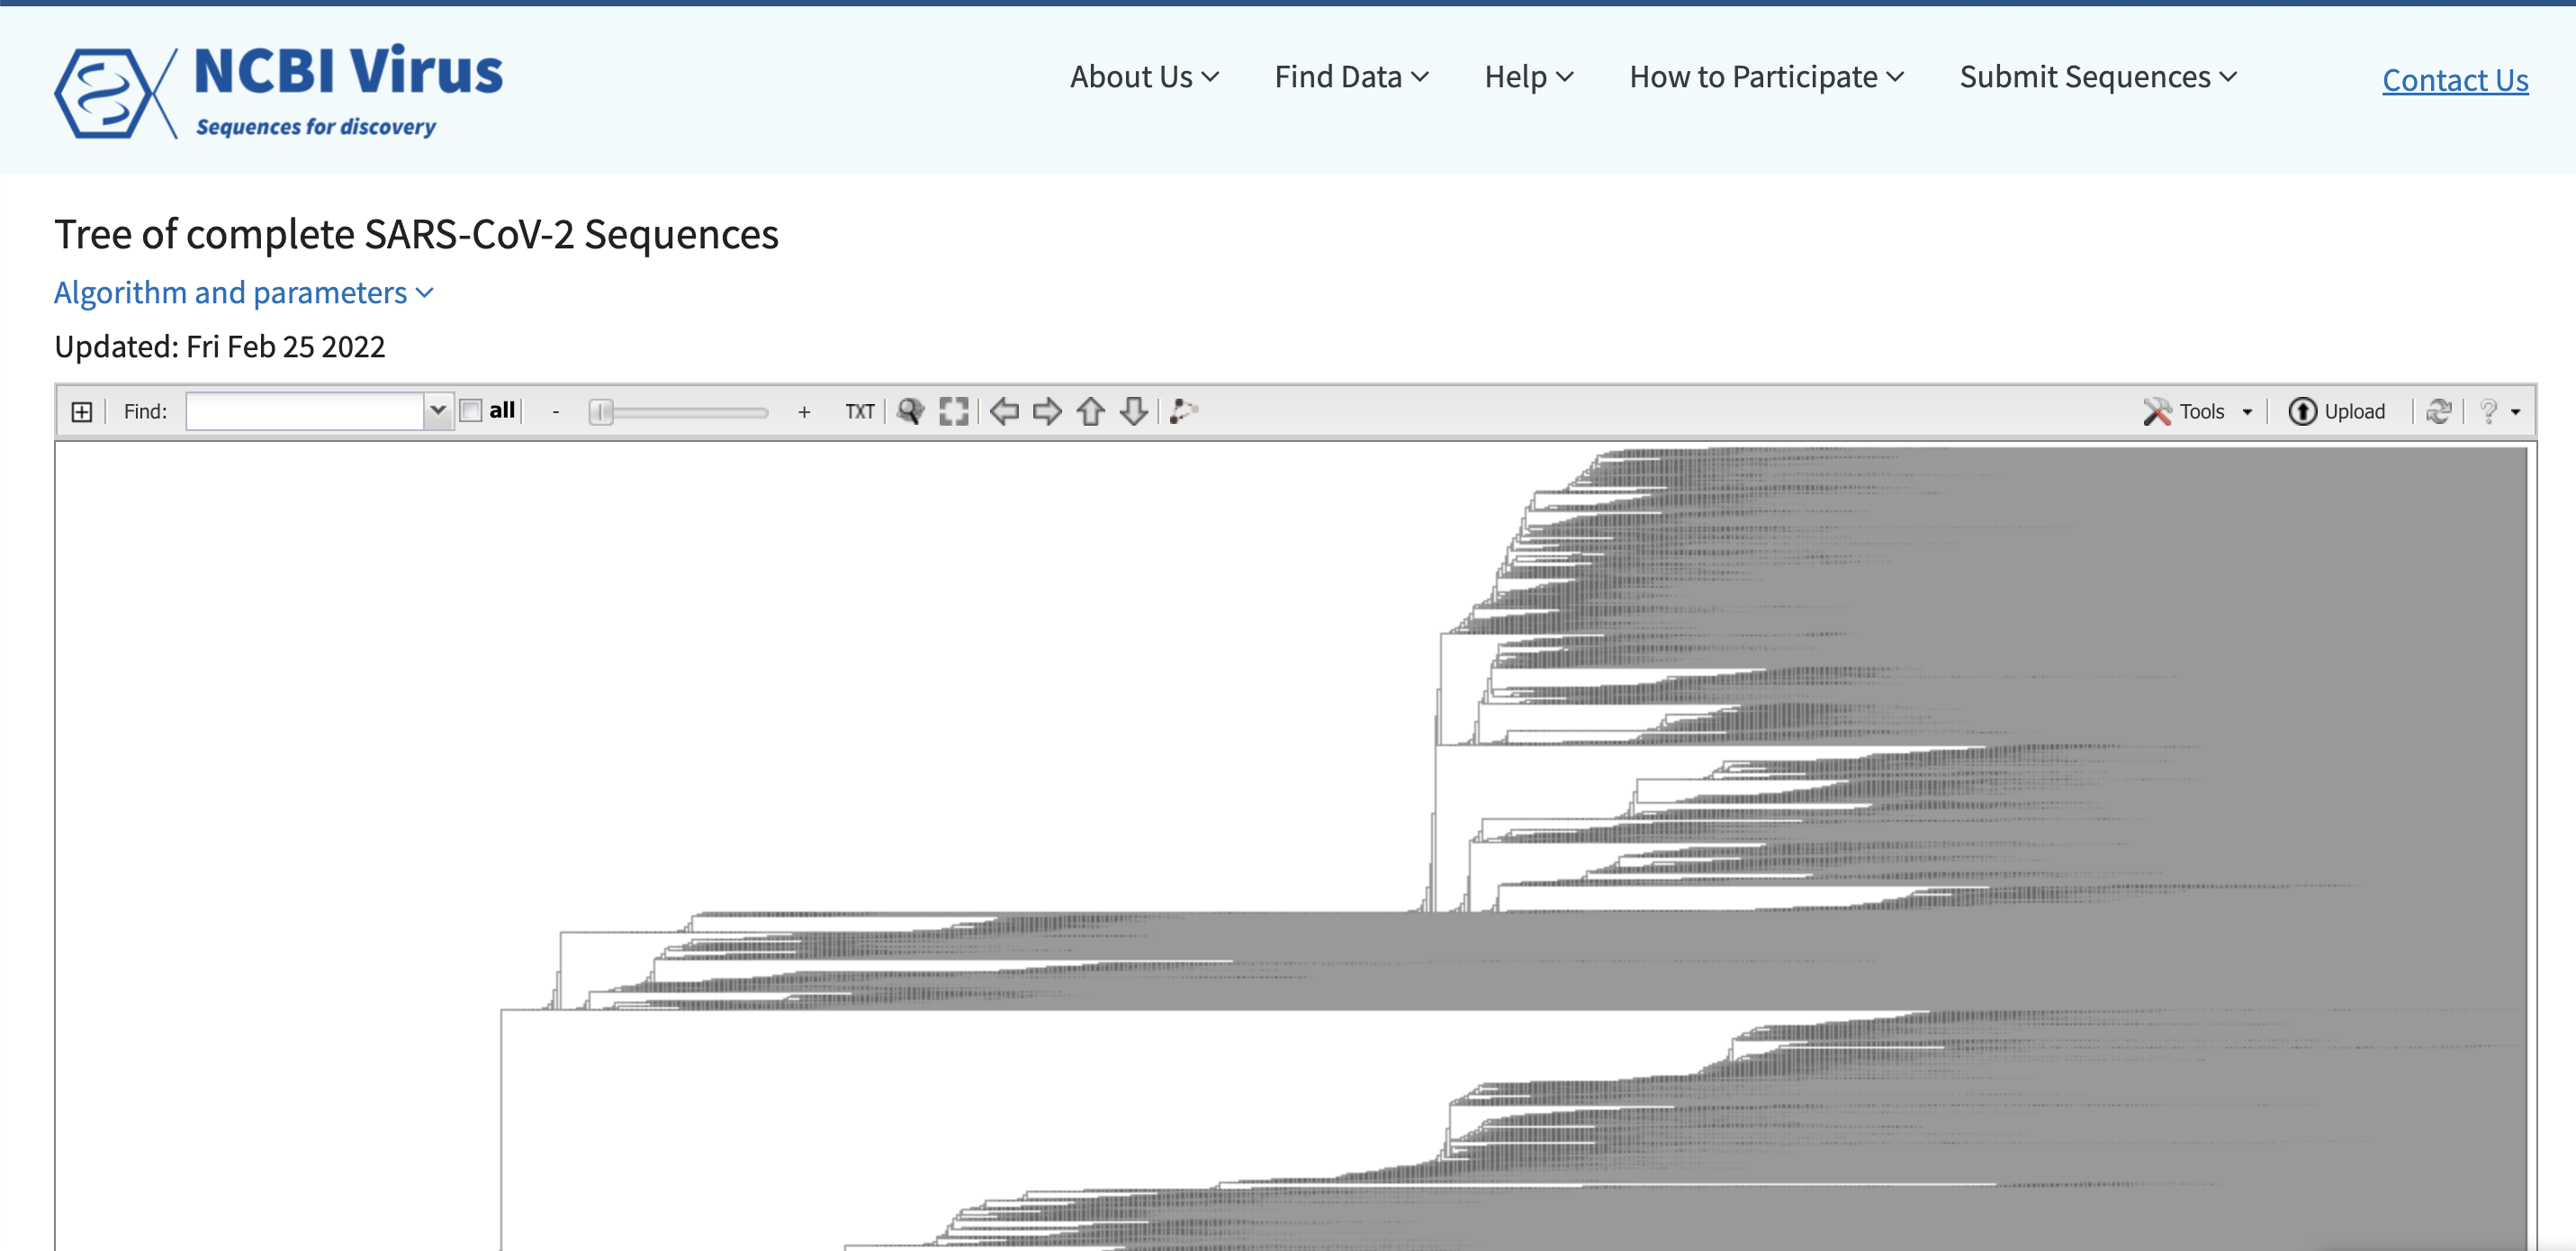 NCBI Virus
Sequences for discovery
About Us Find Data Help How to Participate Submit Sequences Contact Us
Tree of complete SARS-CoV-2 Sequences
Algorithm and parameters
Updated: Fri Feb 25 2022
Find: all - + TXT Tools Upload ?